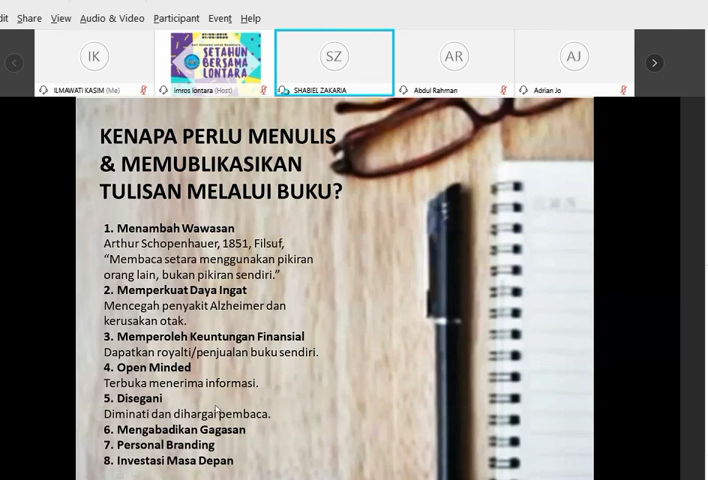 dit Share View Audio & Video Participant Event Help
IK
SETAHUN
BERSAMA
LONTARA
SZ
AR
AJ
ILMAWATI KASIM (Me)
Imros lontara (Host)
SHABIEL ZAKARIA
Abdul Rahman
Adrian Jo
KENAPA PERLU MENULIS
& MEMUBLIKASIKAN
TULISAN MELALUI BUKU?
1. Menambah Wawasan
Arthur Schopenhauer, 1851, Filsuf,
“Membaca setara menggunakan pikiran
orang lain, bukan pikiran sendiri.”
2. Memperkuat Daya Ingat
Mencegah penyakit Alzheimer dan
kerusakan otak.
3. Memperoleh Keuntungan Finansial
Dapatkan royalti/penjualan buku sendiri.
4. Open Minded
Terbuka menerima informasi.
5. Disegani
Diminati dan dihargai pembaca.
6. Mengabadikan Gagasan
7. Personal Branding
8. Investasi Masa Depan